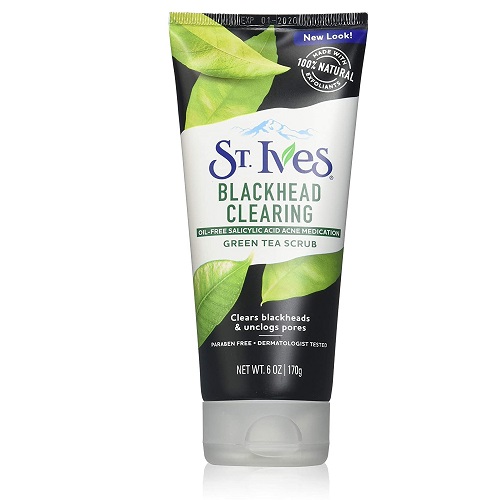 EXP 01-2020
New Look!
MADE WITH
100% NATURAL
EXFOLIANTS
ST. IVES®
BLACKHEAD
CLEARING
OIL-FREE SALICYLIC ACID ACNE MEDICATION
GREEN TEA SCRUB
Clears blackheads
& unclogs pores
PARABEN FREE • DERMATOLOGIST TESTED
NET WT. 6 OZ | 170g